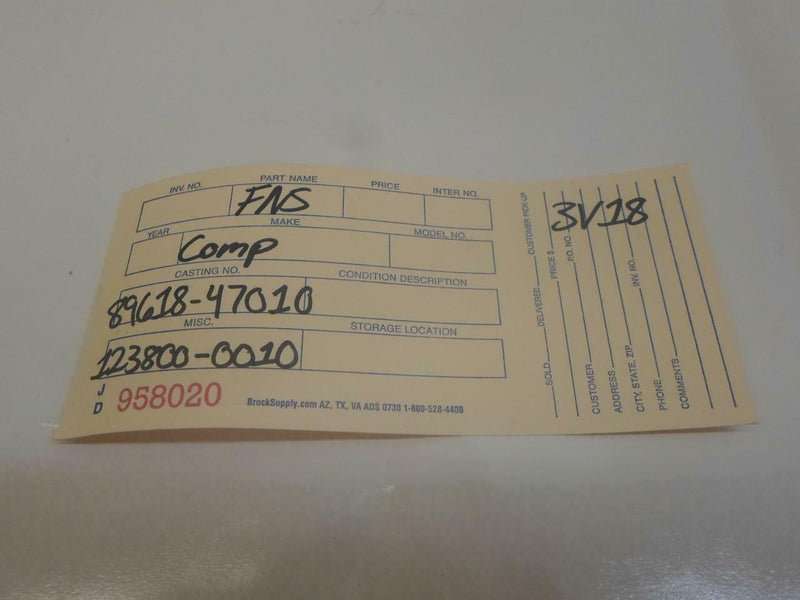 INV NO. PART NAME PRICE INTER NO.
FNS
YEAR MAKE MODEL NO.
Comp
CASTING NO. CONDITION DESCRIPTION
89618-47010
MISC. STORAGE LOCATION
123800-0010
J D 958020
BrockSupply.com AZ, TX, VA ADS 0730 1-800-528-4400
3V18
SOLD DELIVERED CUSTOMER PICK-UP
PRICE $
P.O. NO.
CUSTOMER
ADDRESS
CITY, STATE, ZIP INV. NO.
PHONE
COMMENTS